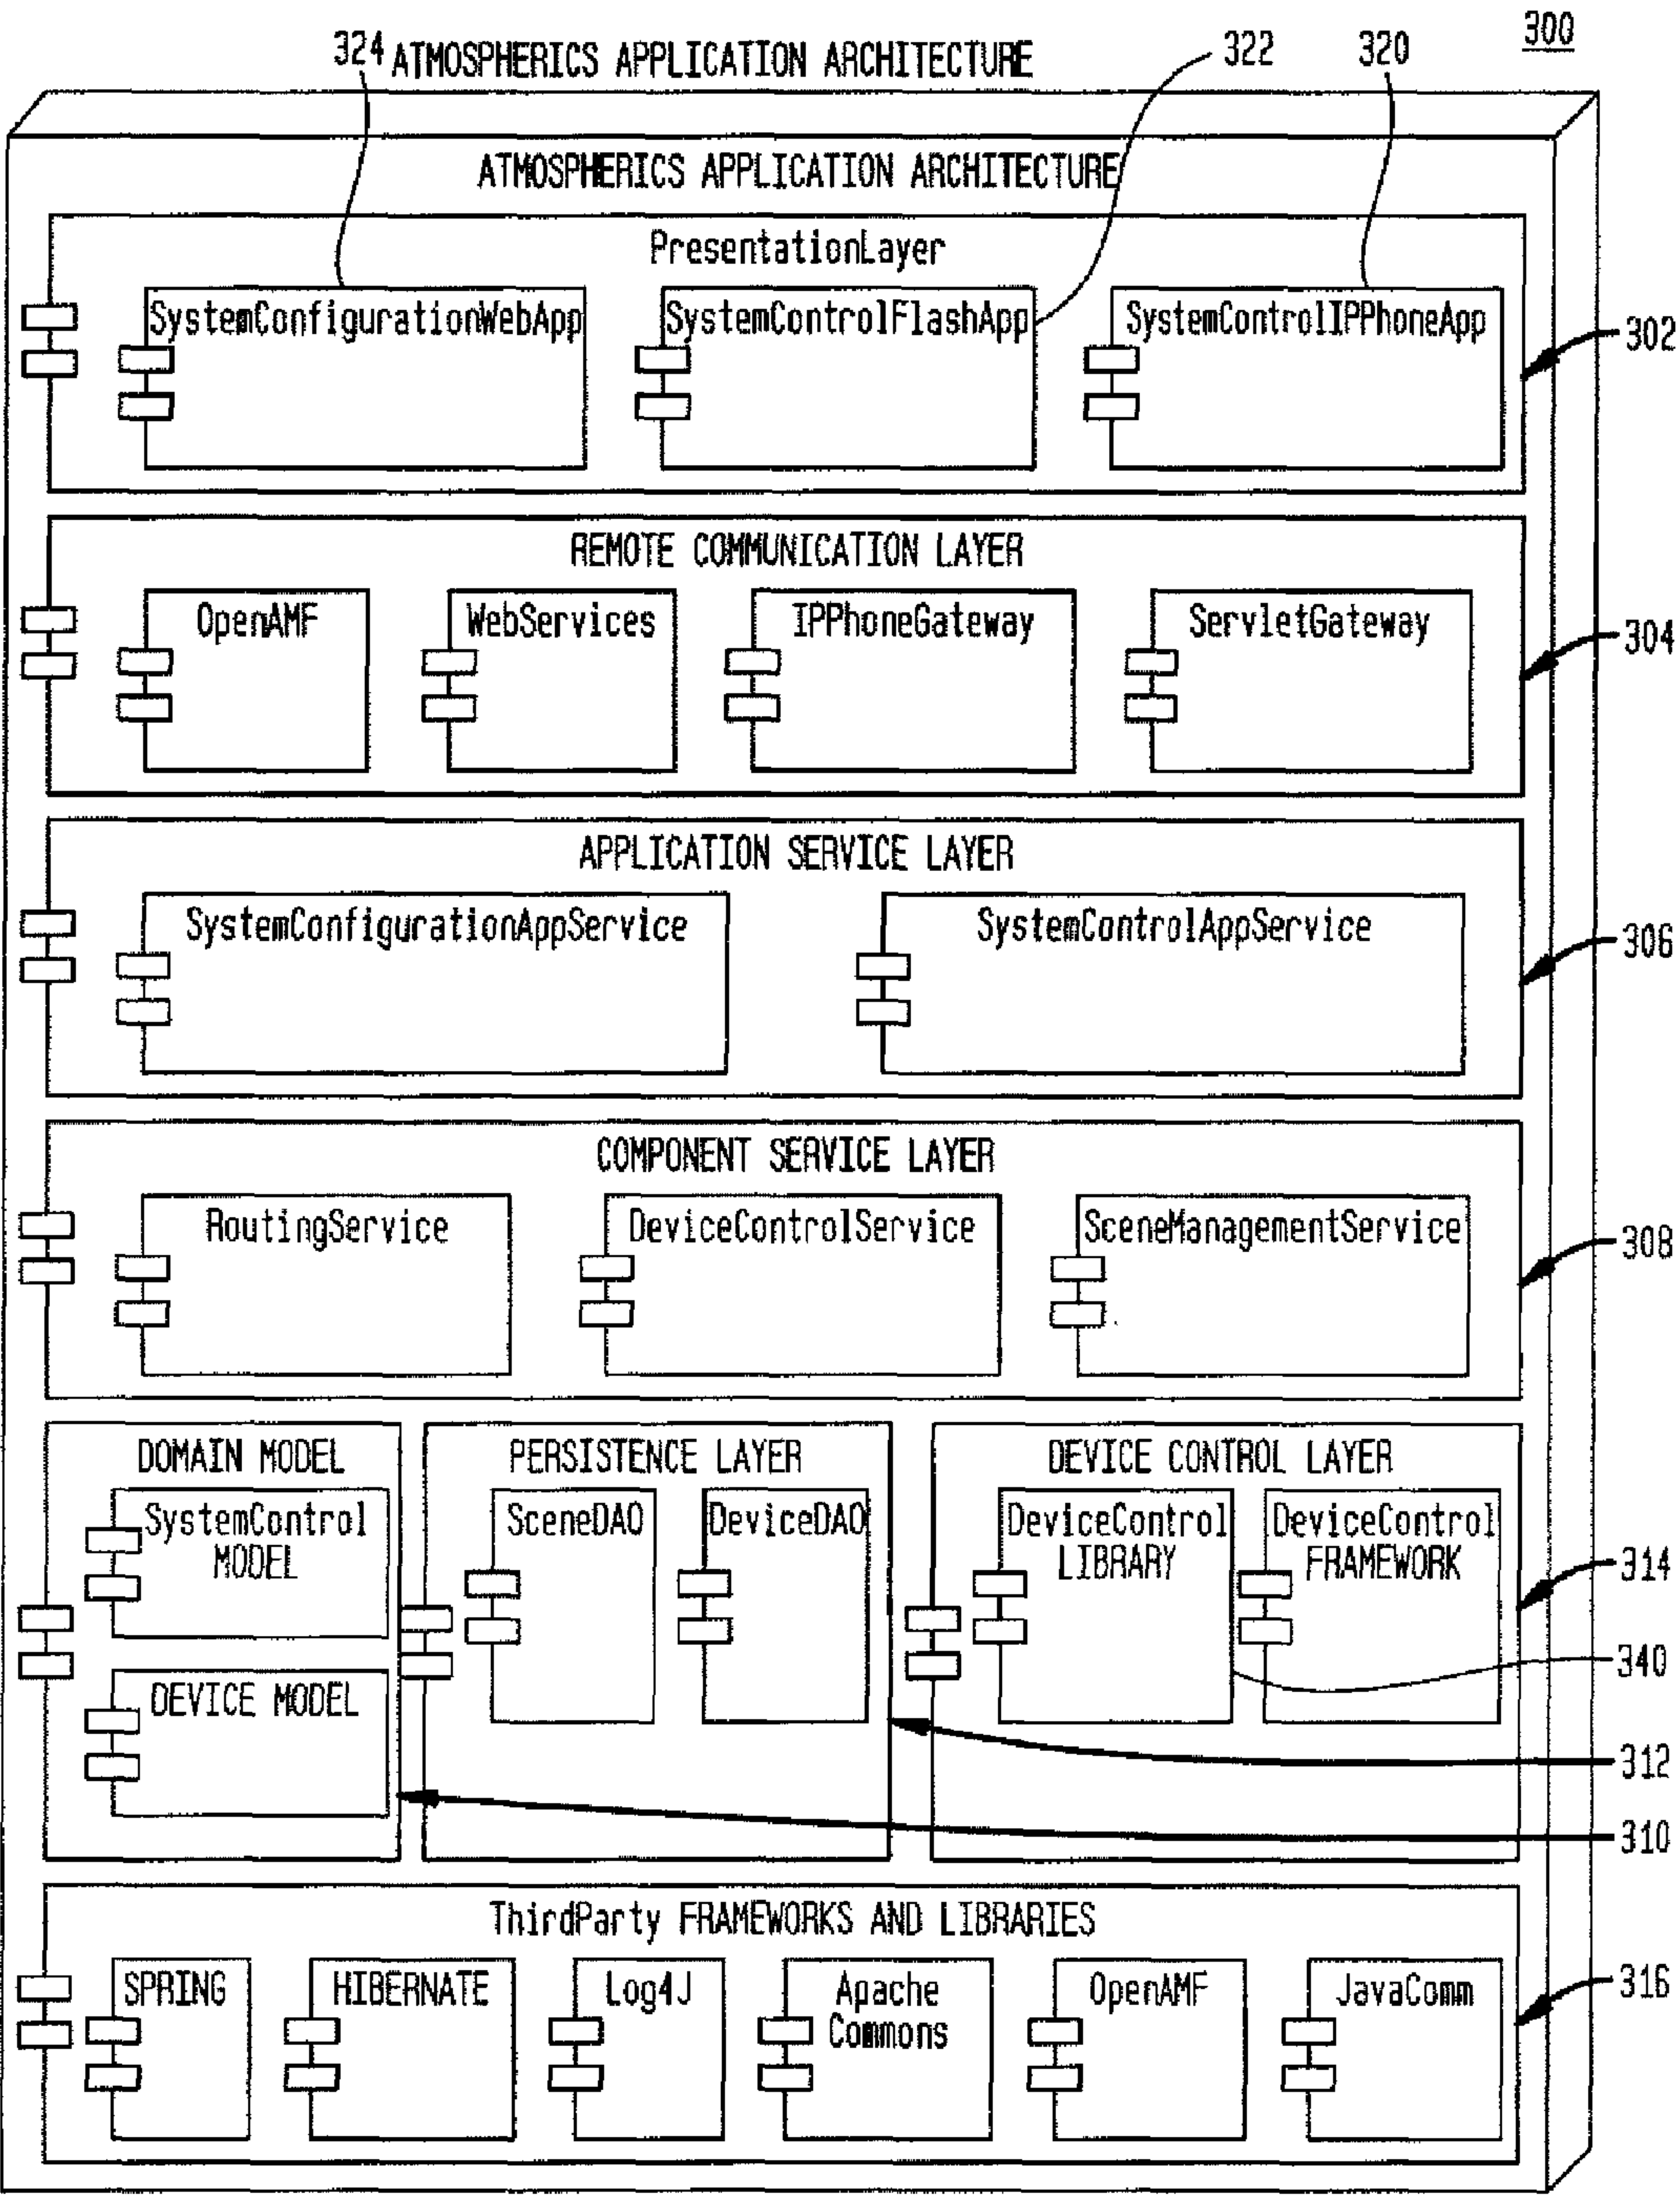 300
324 ATMOSPHERICS APPLICATION ARCHITECTURE 322 320
ATMOSPHERICS APPLICATION ARCHITECTURE
PresentationLayer
SystemConfigurationWebApp SystemControlFlashApp SystemControlIPPhoneApp
302
REMOTE COMMUNICATION LAYER
OpenAMF WebServices IPPhoneGateway ServletGateway
304
APPLICATION SERVICE LAYER
SystemConfigurationAppService SystemControlAppService
306
COMPONENT SERVICE LAYER
RoutingService DeviceControlService SceneManagementService
308
DOMAIN MODEL
SystemControl
MODEL
DEVICE MODEL
PERSISTENCE LAYER
SceneDAO DeviceDAO
DEVICE CONTROL LAYER
DeviceControl
LIBRARY
DeviceControl
FRAMEWORK
314
340
312
310
ThirdParty FRAMEWORKS AND LIBRARIES
SPRING HIBERNATE Log4J Apache
Commons
OpenAMF JavaComm
316